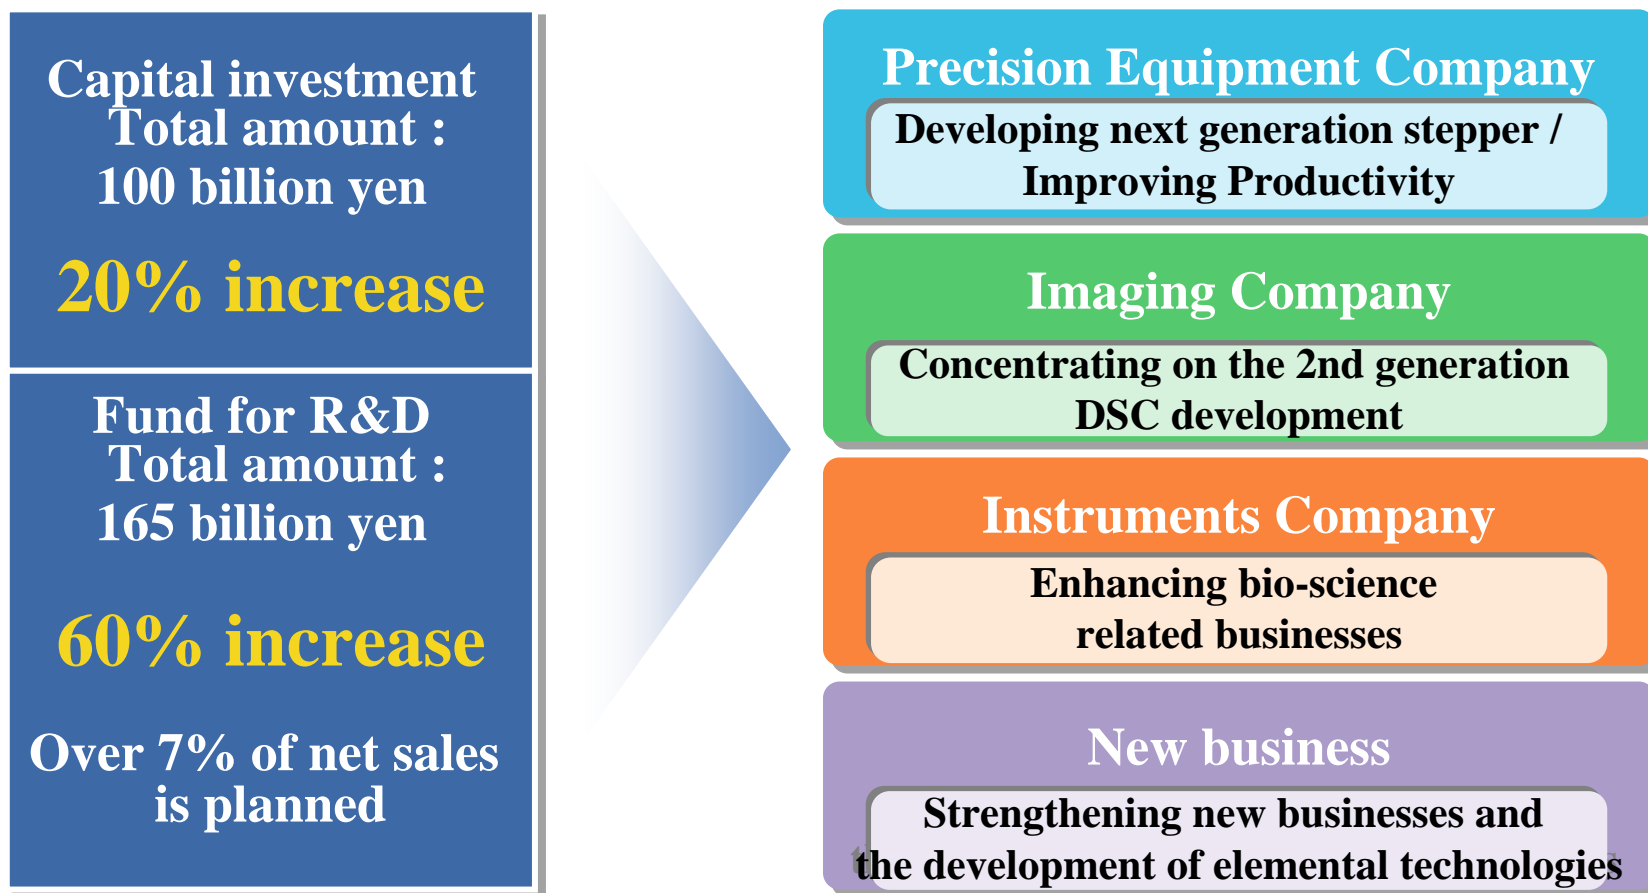 Capital investment
Total amount :
100 billion yen
20% increase
Fund for R&D
Total amount :
165 billion yen
60% increase
Over 7% of net sales
is planned
Precision Equipment Company
Developing next generation stepper /
Improving Productivity
Imaging Company
Concentrating on the 2nd generation
DSC development
Instruments Company
Enhancing bio-science
related businesses
New business
Strengthening new businesses and
the development of elemental technologies